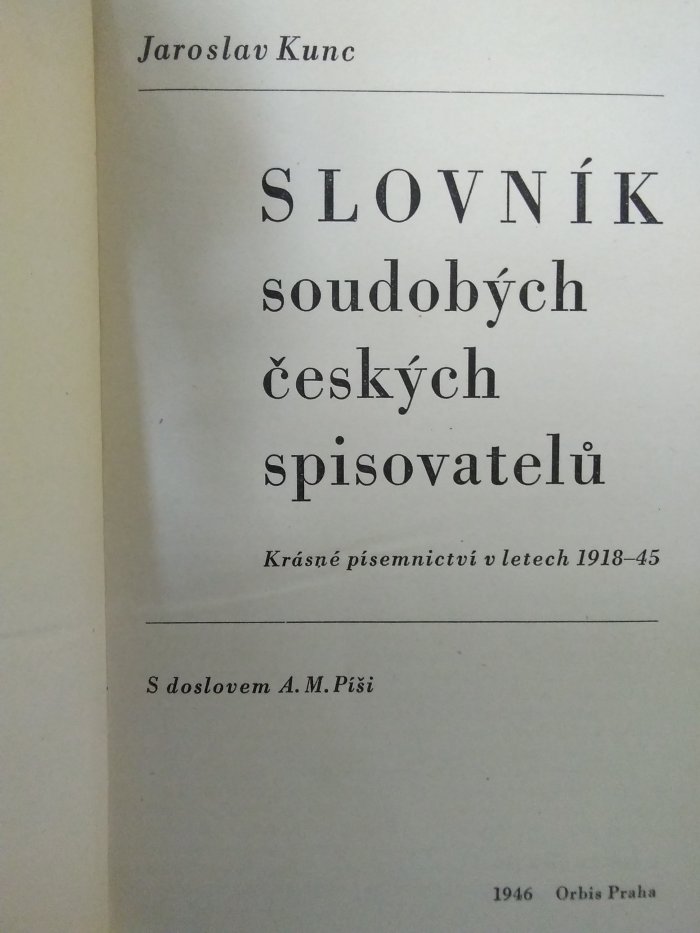 Jaroslav Kunc
SLOVNÍK
soudobých
českých
spisovatelů
Krásné písemnictví v letech 1918–45
S doslovem A. M. Píši
1946 Orbis Praha